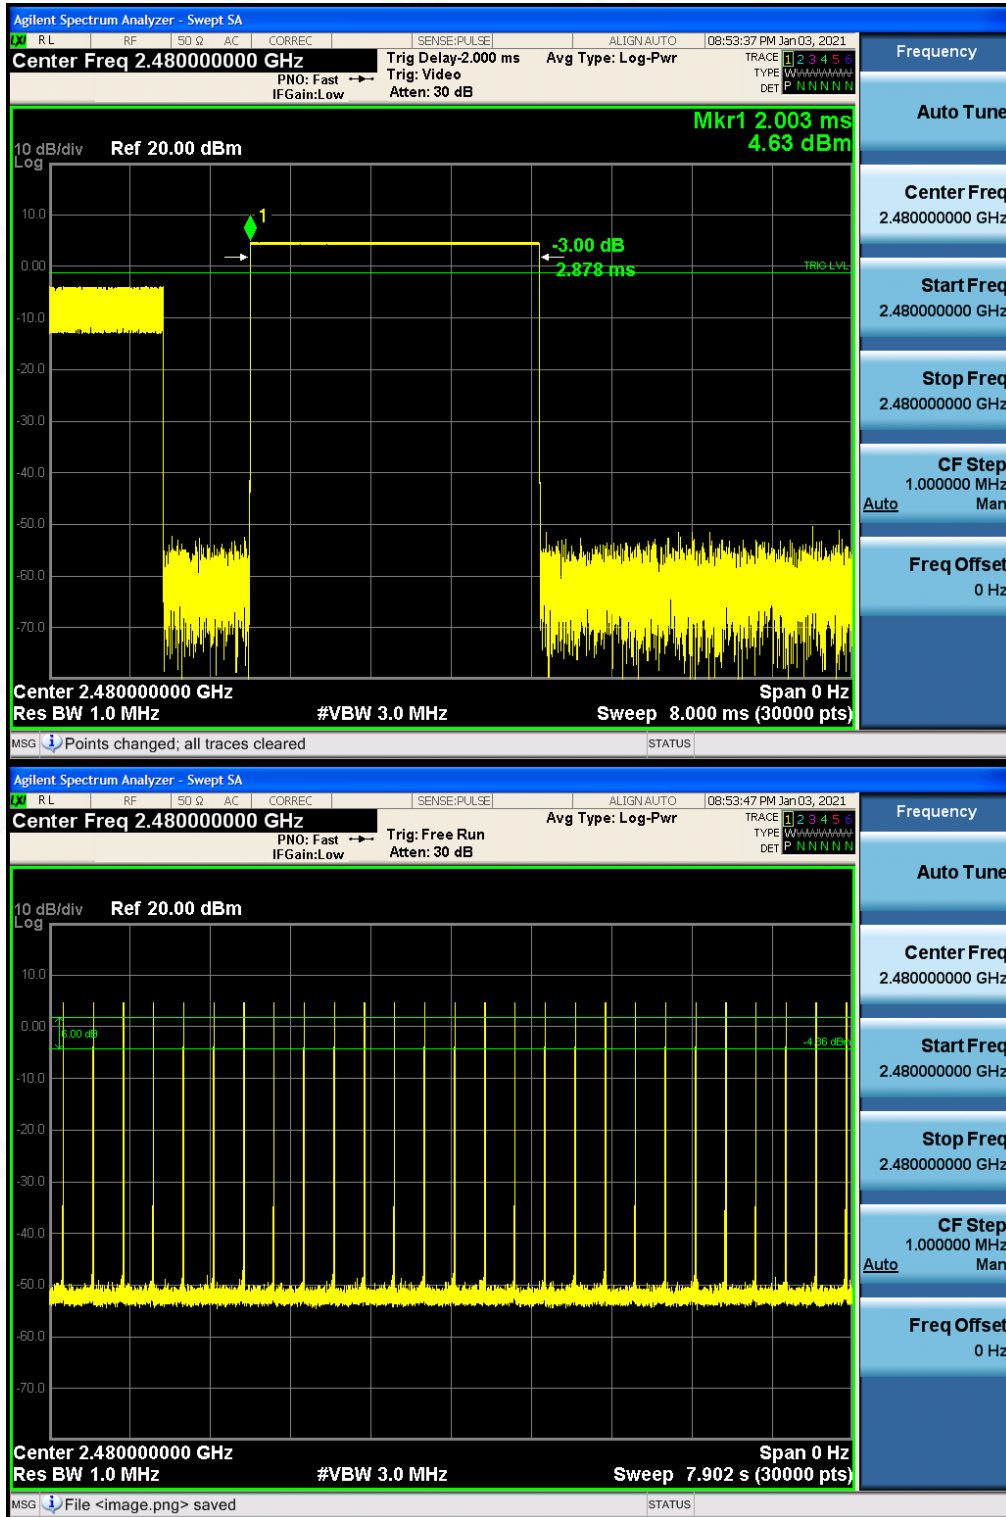 Agilent Spectrum Analyzer - Swept SA
LXI RL RF 50 Ω AC CORREC SENSE:PULSE ALIGN AUTO 08:53:37 PM Jan 03, 2021
Center Freq 2.480000000 GHz
PNO: Fast
IFGain:Low
Trig Delay-2.000 ms
Trig: Video
Atten: 30 dB
Avg Type: Log-Pwr
TRACE 1 2 3 4 5 6
TYPE WWWWWWW
DET P N N N N N
Mkr1 2.003 ms
4.63 dBm
10 dB/div Ref 20.00 dBm
Log
10.0
1
-3.00 dB
2.878 ms
0.00
TRIG LVL
-10.0
-20.0
-30.0
-40.0
-50.0
-60.0
-70.0
Center 2.480000000 GHz Span 0 Hz
Res BW 1.0 MHz #VBW 3.0 MHz Sweep 8.000 ms (30000 pts)
MSG Points changed; all traces cleared STATUS
Frequency
Auto Tune
Center Freq
2.480000000 GHz
Start Freq
2.480000000 GHz
Stop Freq
2.480000000 GHz
CF Step
1.000000 MHz
Auto Man
Freq Offset
0 Hz
Agilent Spectrum Analyzer - Swept SA
LXI RL RF 50 Ω AC CORREC SENSE:PULSE ALIGN AUTO 08:53:47 PM Jan 03, 2021
Center Freq 2.480000000 GHz
PNO: Fast
IFGain:Low
Trig: Free Run
Atten: 30 dB
Avg Type: Log-Pwr
TRACE 1 2 3 4 5 6
TYPE WWWWWWW
DET P N N N N N
10 dB/div Ref 20.00 dBm
Log
10.0
0.00
6.00 dB
-4.36 dBm
-10.0
-20.0
-30.0
-40.0
-50.0
-60.0
-70.0
Center 2.480000000 GHz Span 0 Hz
Res BW 1.0 MHz #VBW 3.0 MHz Sweep 7.902 s (30000 pts)
MSG File <image.png> saved STATUS
Frequency
Auto Tune
Center Freq
2.480000000 GHz
Start Freq
2.480000000 GHz
Stop Freq
2.480000000 GHz
CF Step
1.000000 MHz
Auto Man
Freq Offset
0 Hz